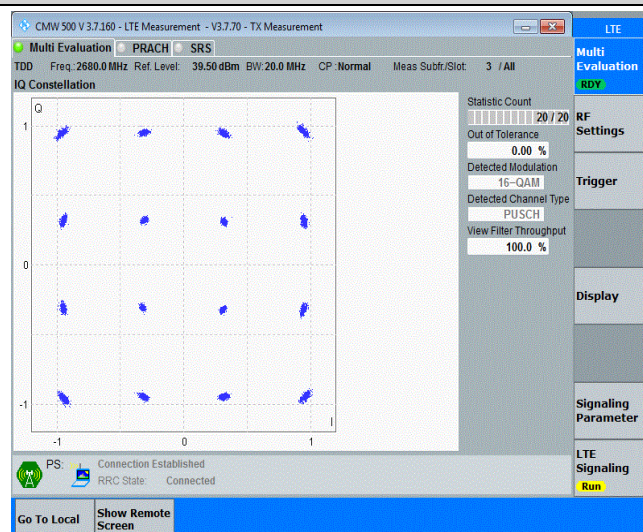 CMW 500 V 3.7.160 - LTE Measurement - V3.7.70 - TX Measurement
LTE
Multi Evaluation PRACH SRS
TDD Freq.:2680.0 MHz Ref. Level: 39.50 dBm BW:20.0 MHz CP :Normal Meas Subfr./Slot: 3 / All
IQ Constellation
Q
1
0
-1
-1 0 1
I
Statistic Count
20 / 20
Out of Tolerance
0.00 %
Detected Modulation
16-QAM
Detected Channel Type
PUSCH
View Filter Throughput
100.0 %
Multi
Evaluation
RDY
RF
Settings
Trigger
Display
Signaling
Parameter
LTE
Signaling
Run
PS: Connection Established
RRC State: Connected
Go To Local
Show Remote
Screen